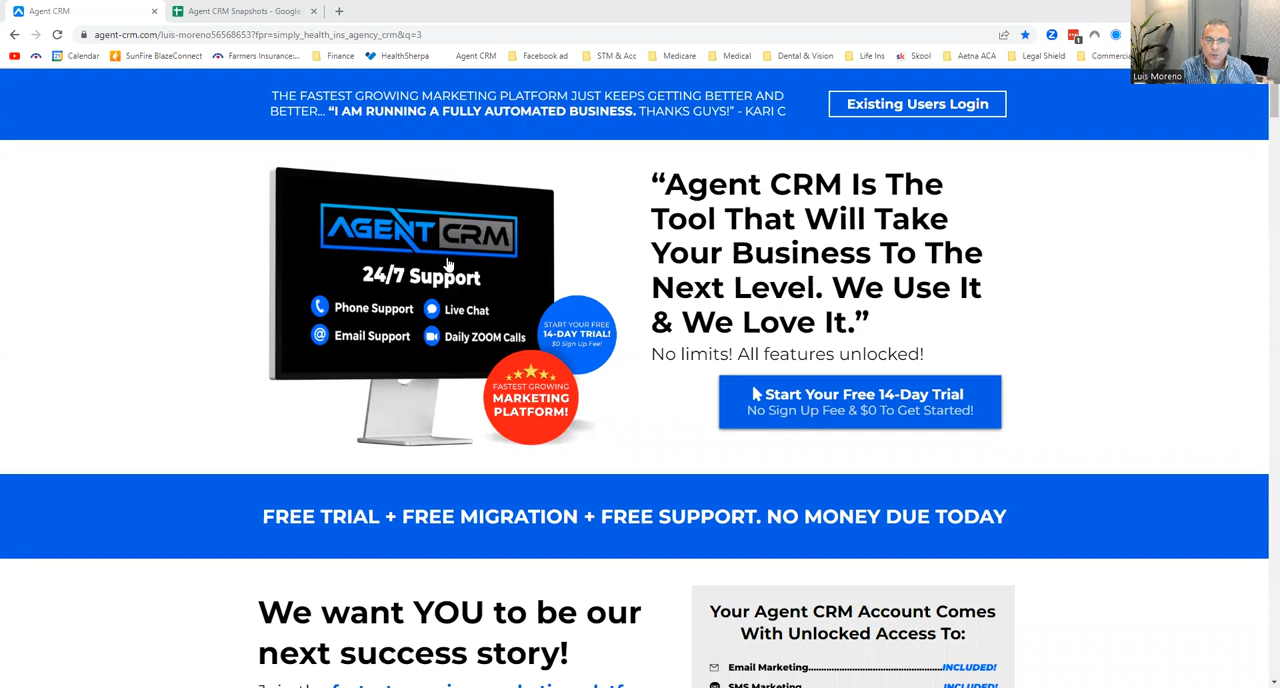 Agent CRM
Agent CRM Snapshots - Google
agent-crm.com/luis-moreno56568653?fpr=simply_health_ins_agency_crm&q=3
Calendar
SunFire BlazeConnect
Farmers Insurance:...
Finance
HealthSherpa
Agent CRM
Facebook ad
STM & Acc
Medicare
Medical
Dental & Vision
Life Ins
sk Skool
Aetna ACA
Legal Shield
Commerci
Luis Moreno
THE FASTEST GROWING MARKETING PLATFORM JUST KEEPS GETTING BETTER AND
BETTER... “I AM RUNNING A FULLY AUTOMATED BUSINESS. THANKS GUYS!” - KARI C
Existing Users Login
AGENT CRM
24/7 Support
Phone Support
Live Chat
Email Support
Daily ZOOM Calls
START YOUR FREE
14-DAY TRIAL!
$0 Sign Up Fee!
FASTEST GROWING
MARKETING
PLATFORM!
“Agent CRM Is The
Tool That Will Take
Your Business To The
Next Level. We Use It
& We Love It.”
No limits! All features unlocked!
Start Your Free 14-Day Trial
No Sign Up Fee & $0 To Get Started!
FREE TRIAL + FREE MIGRATION + FREE SUPPORT. NO MONEY DUE TODAY
We want YOU to be our
next success story!
Your Agent CRM Account Comes
With Unlocked Access To:
Email Marketing..................................................INCLUDED!
SMS Marketing INCLUDED!